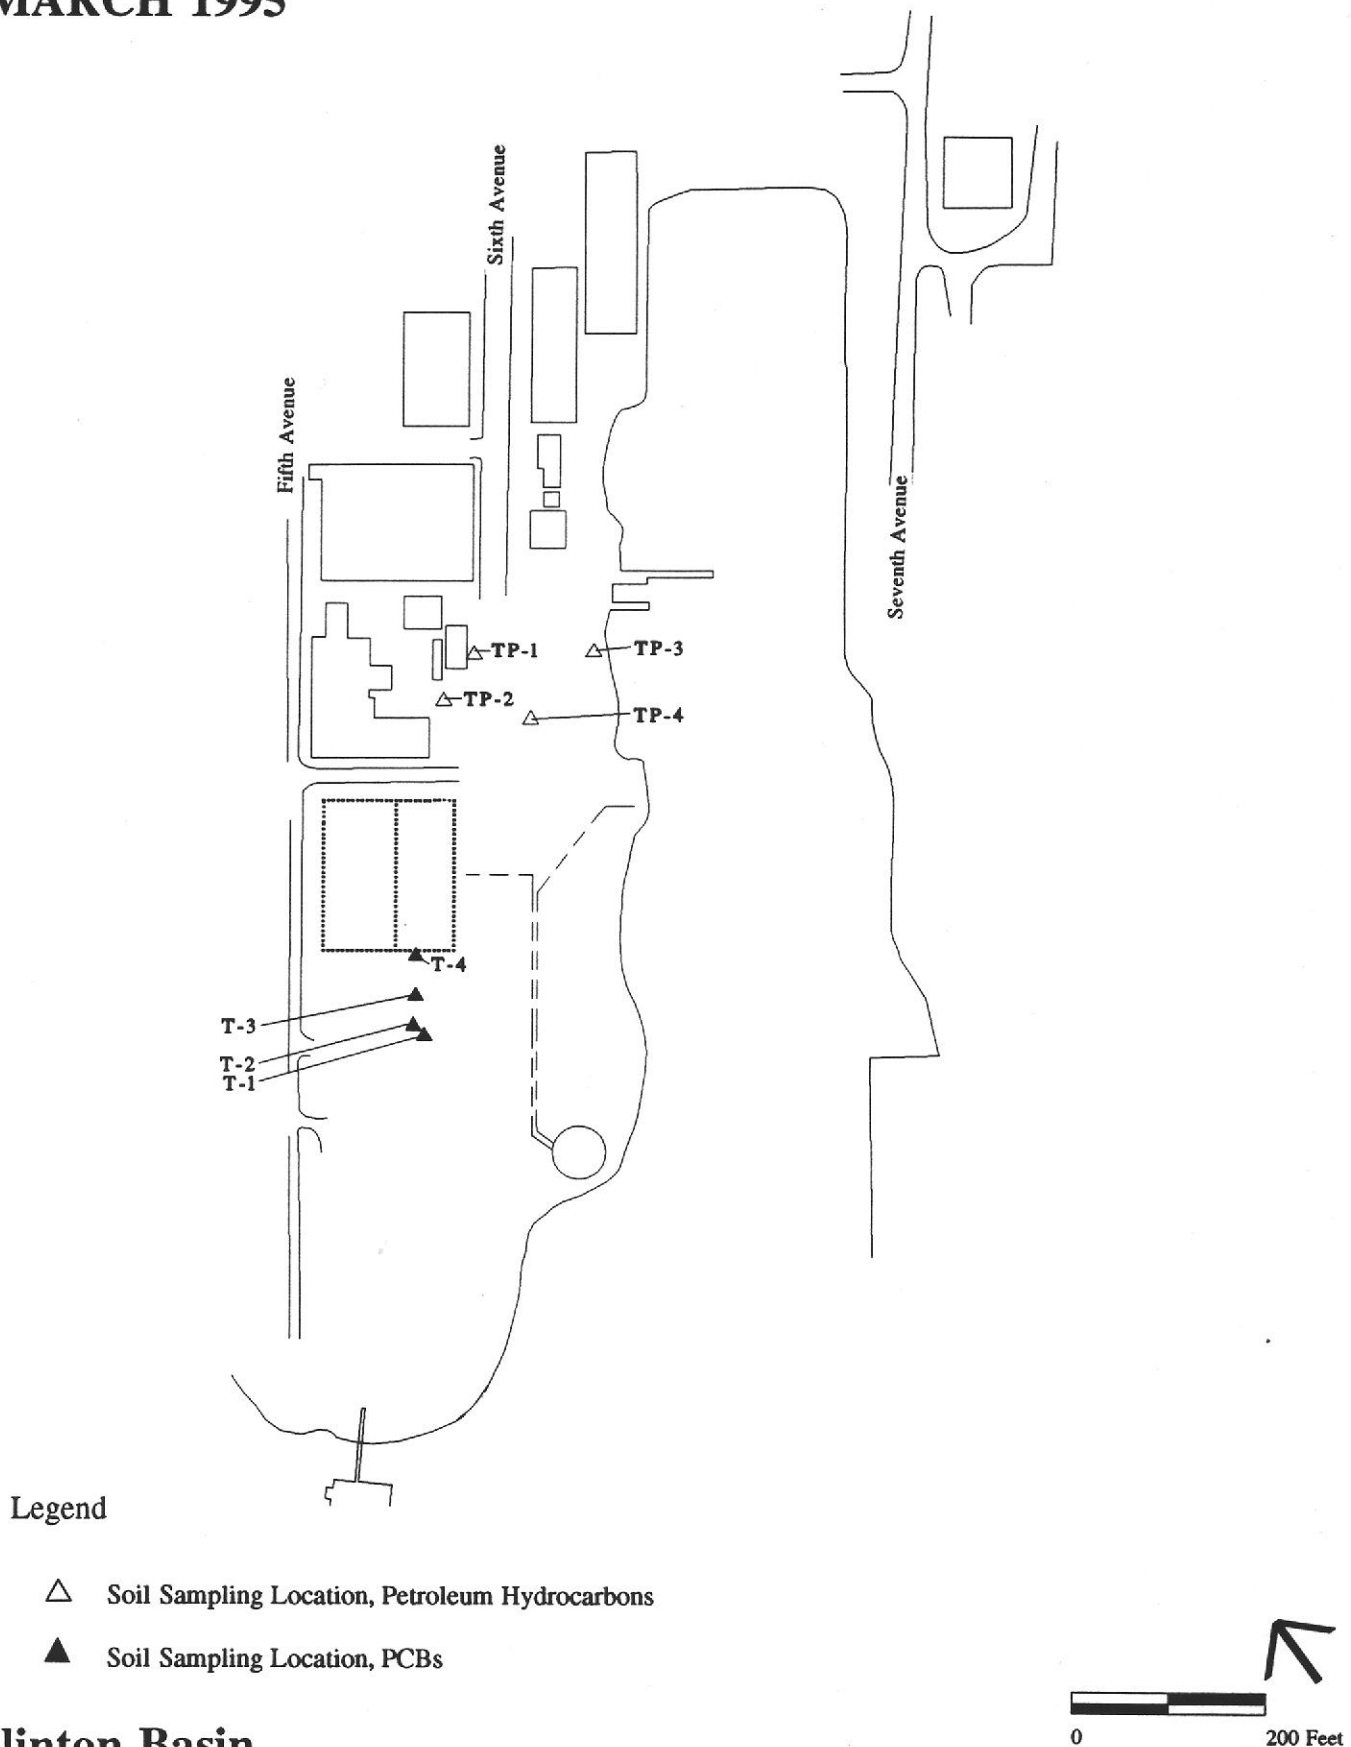 MARCH 1995
Sixth Avenue
Fifth Avenue
Seventh Avenue
TP-1
TP-3
TP-2
TP-4
T-4
T-3
T-2
T-1
Legend
Soil Sampling Location, Petroleum Hydrocarbons
Soil Sampling Location, PCBs
linton Basin
0
200 Feet